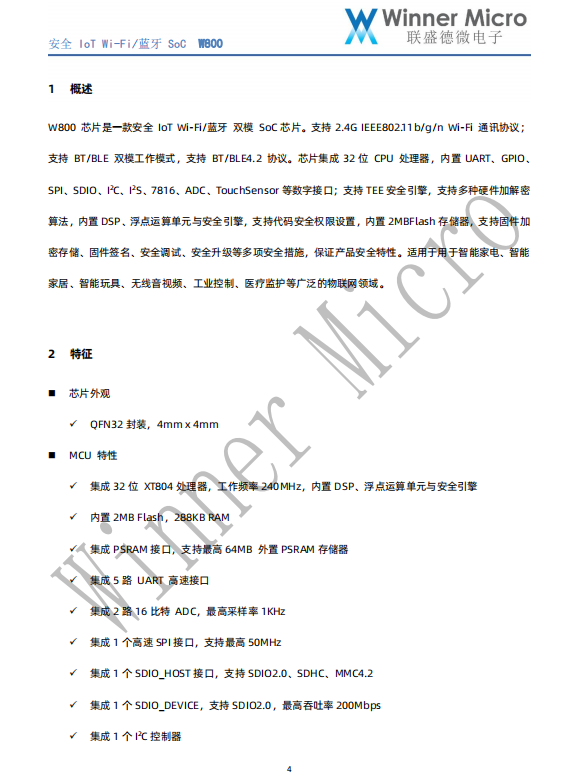 安全 IoT Wi-Fi/蓝牙 SoC W800
Winner Micro
联盛德微电子
1 概述
W800 芯片是一款安全 IoT Wi-Fi/蓝牙 双模 SoC 芯片。支持 2.4G IEEE802.11b/g/n Wi-Fi 通讯协议；
支持 BT/BLE 双模工作模式，支持 BT/BLE4.2 协议。芯片集成 32 位 CPU 处理器，内置 UART、GPIO、
SPI、SDIO、I²C、I²S、7816、ADC、TouchSensor 等数字接口；支持 TEE 安全引擎，支持多种硬件加解密
算法，内置 DSP、浮点运算单元与安全引擎，支持代码安全权限设置，内置 2MBFlash 存储器，支持固件加
密存储、固件签名、安全调试、安全升级等多项安全措施，保证产品安全特性。适用于用于智能家电、智能
家居、智能玩具、无线音视频、工业控制、医疗监护等广泛的物联网领域。
2 特征
■ 芯片外观
✓ QFN32 封装，4mm x 4mm
■ MCU 特性
✓ 集成 32 位 XT804 处理器，工作频率 240MHz，内置 DSP、浮点运算单元与安全引擎
✓ 内置 2MB Flash，288KB RAM
✓ 集成 PSRAM 接口，支持最高 64MB 外置 PSRAM 存储器
✓ 集成 5 路 UART 高速接口
✓ 集成 2 路 16 比特 ADC，最高采样率 1KHz
✓ 集成 1 个高速 SPI 接口，支持最高 50MHz
✓ 集成 1 个 SDIO_HOST 接口，支持 SDIO2.0、SDHC、MMC4.2
✓ 集成 1 个 SDIO_DEVICE，支持 SDIO2.0，最高吞吐率 200Mbps
✓ 集成 1 个 I²C 控制器
4
Winner Micro